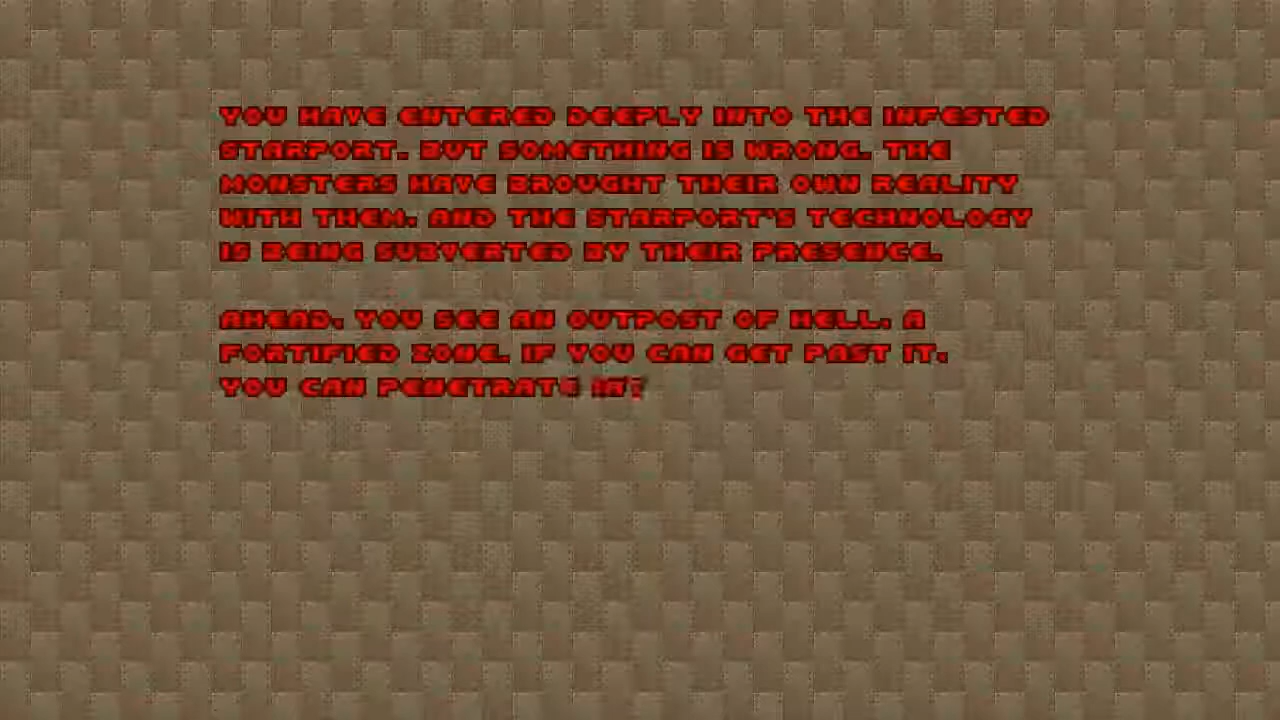 YOU HAVE ENTERED DEEPLY INTO THE INFESTED
STARPORT. BUT SOMETHING IS WRONG. THE
MONSTERS HAVE BROUGHT THEIR OWN REALITY
WITH THEM, AND THE STARPORT'S TECHNOLOGY
IS BEING SUBVERTED BY THEIR PRESENCE.
AHEAD, YOU SEE AN OUTPOST OF HELL, A
FORTIFIED ZONE. IF YOU CAN GET PAST IT,
YOU CAN PENETRATE